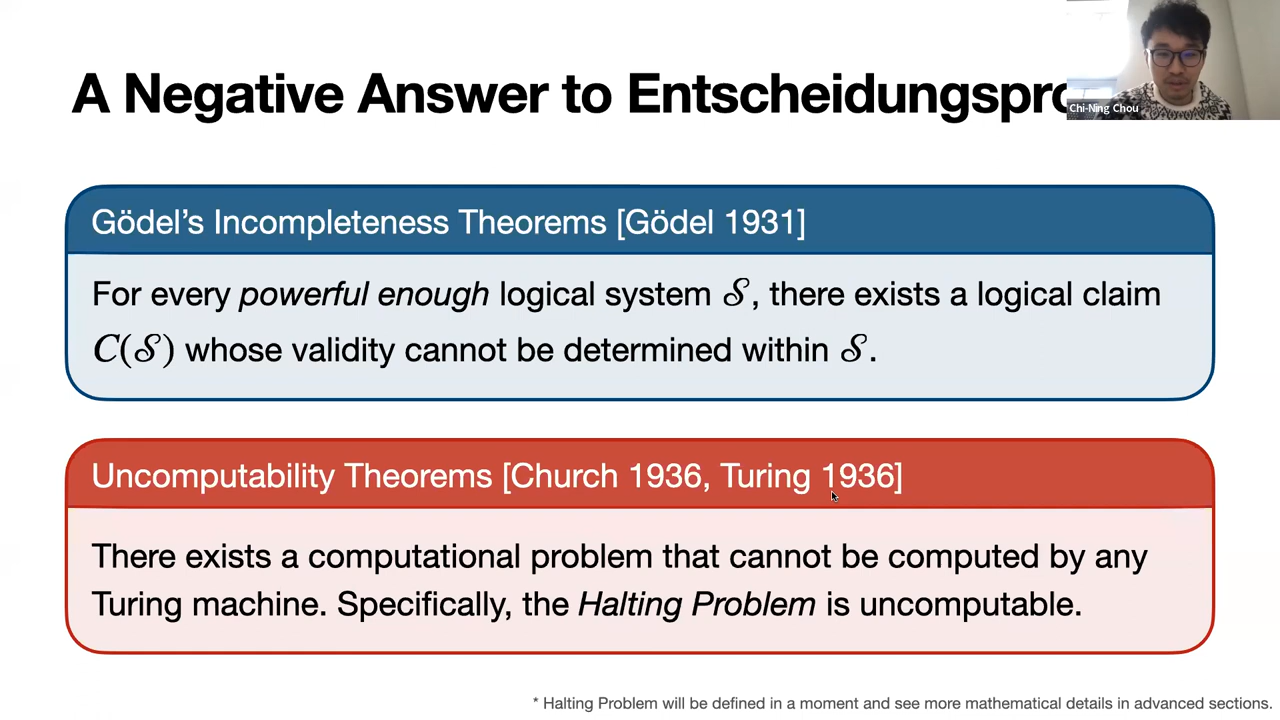 A Negative Answer to Entscheidungspro
Chi-Ning Chou
Gödel's Incompleteness Theorems [Gödel 1931]
For every powerful enough logical system 𝒮, there exists a logical claim
C(𝒮) whose validity cannot be determined within 𝒮.
Uncomputability Theorems [Church 1936, Turing 1936]
There exists a computational problem that cannot be computed by any
Turing machine. Specifically, the Halting Problem is uncomputable.
* Halting Problem will be defined in a moment and see more mathematical details in advanced sections.